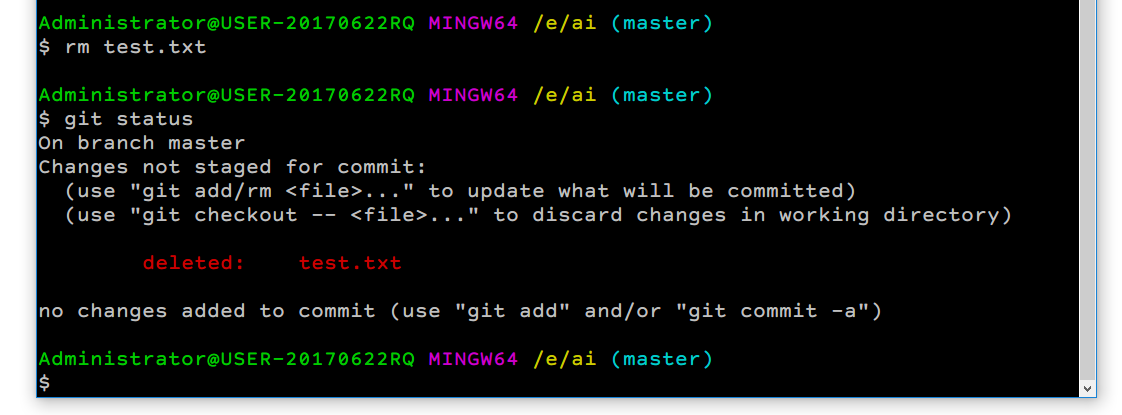 Administrator@USER-20170622RQ MINGW64 /e/ai (master)
$ rm test.txt
Administrator@USER-20170622RQ MINGW64 /e/ai (master)
$ git status
On branch master
Changes not staged for commit:
(use "git add/rm <file>..." to update what will be committed)
(use "git checkout -- <file>..." to discard changes in working directory)
deleted: test.txt
no changes added to commit (use "git add" and/or "git commit -a")
Administrator@USER-20170622RQ MINGW64 /e/ai (master)
$